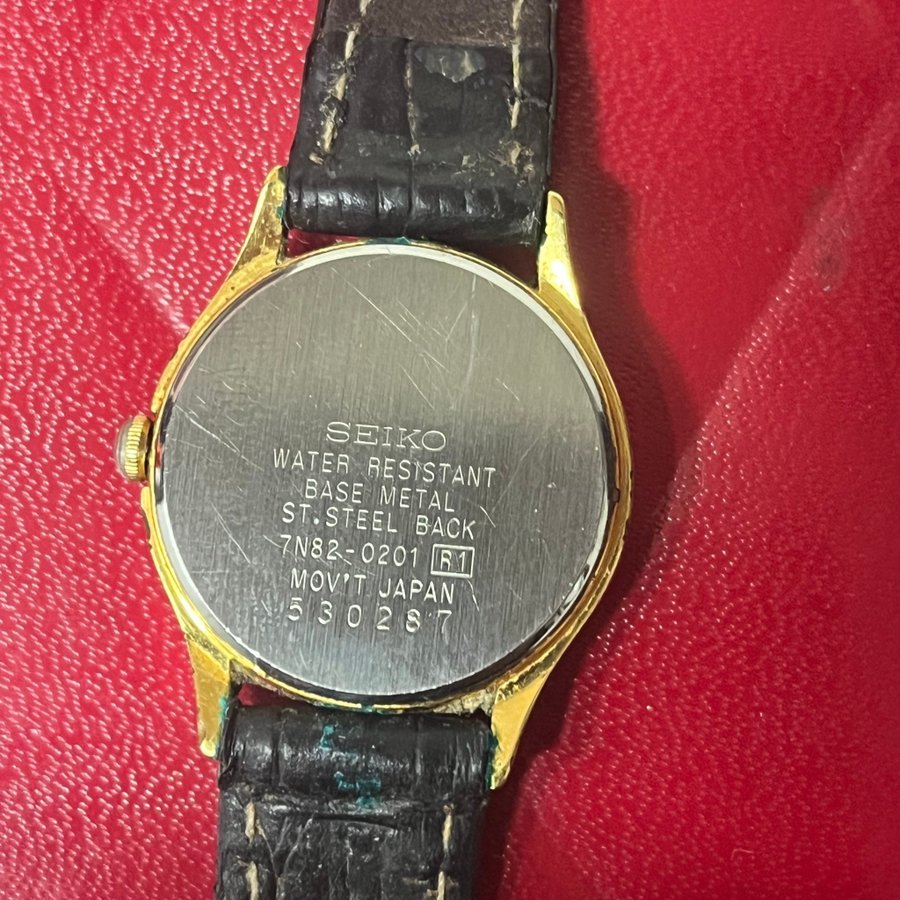 SEIKO
WATER RESISTANT
BASE METAL
ST.STEEL BACK
7N82-0201 R1
MOV'T JAPAN
530287